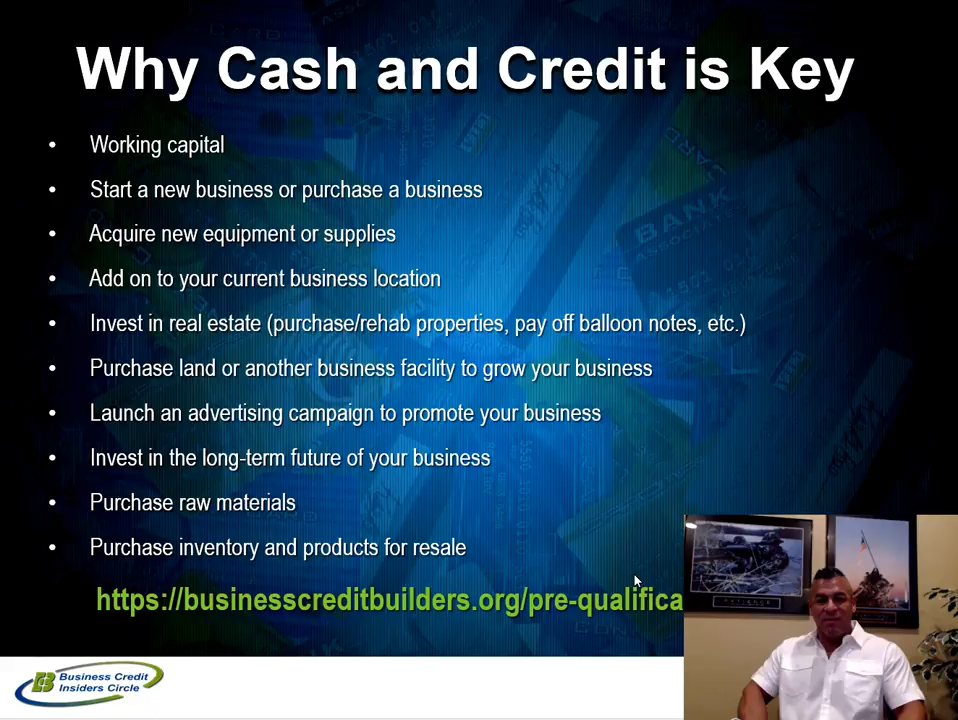 Why Cash and Credit is Key
• Working capital
• Start a new business or purchase a business
• Acquire new equipment or supplies
• Add on to your current business location
• Invest in real estate (purchase/rehab properties, pay off balloon notes, etc.)
• Purchase land or another business facility to grow your business
• Launch an advertising campaign to promote your business
• Invest in the long-term future of your business
• Purchase raw materials
• Purchase inventory and products for resale
https://businesscreditbuilders.org/pre-qualifica
PATIENCE
Business Credit
Insiders Circle